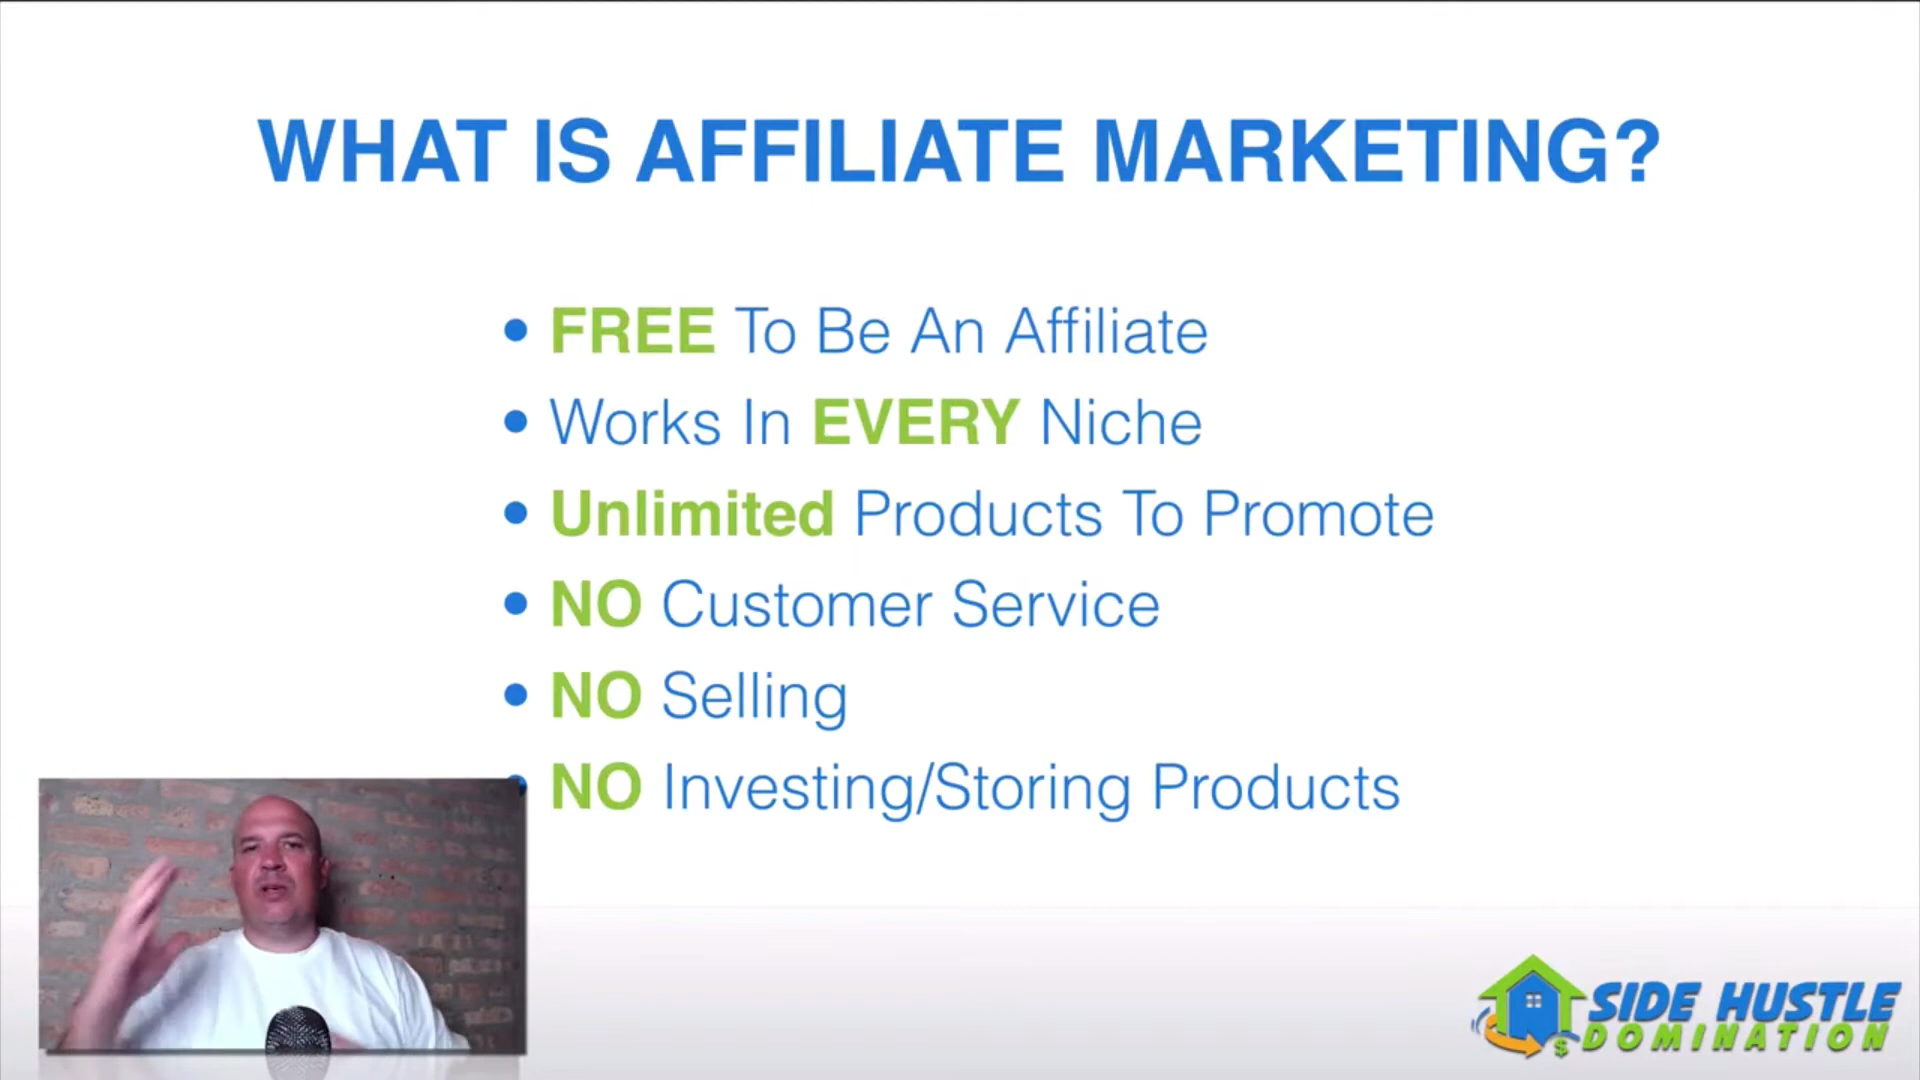 WHAT IS AFFILIATE MARKETING?
• FREE To Be An Affiliate
• Works In EVERY Niche
• Unlimited Products To Promote
• NO Customer Service
• NO Selling
• NO Investing/Storing Products
SIDE HUSTLE
DOMINATION